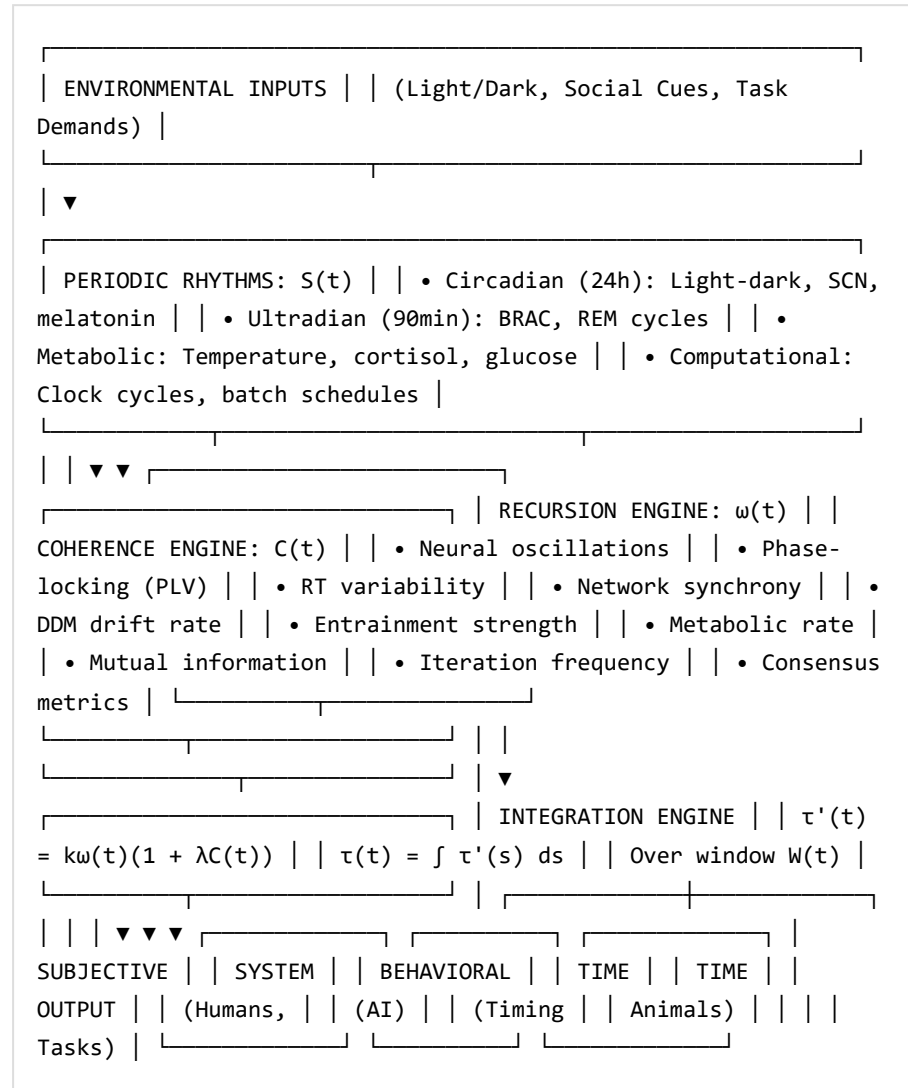 │ ENVIRONMENTAL INPUTS │ │ (Light/Dark, Social Cues, Task
Demands) │
│ ▼
│ PERIODIC RHYTHMS: S(t) │ │ • Circadian (24h): Light-dark, SCN,
melatonin │ │ • Ultradian (90min): BRAC, REM cycles │ │ •
Metabolic: Temperature, cortisol, glucose │ │ • Computational:
Clock cycles, batch schedules │
│ │ ▼ ▼
│ RECURSION ENGINE: ω(t) │ │
COHERENCE ENGINE: C(t) │ │ • Neural oscillations │ │ • Phase-
locking (PLV) │ │ • RT variability │ │ • Network synchrony │ │ •
DDM drift rate │ │ • Entrainment strength │ │ • Metabolic rate │
│ • Mutual information │ │ • Iteration frequency │ │ • Consensus
metrics │
│ │
│ ▼
│ INTEGRATION ENGINE │ │ τ'(t)
= kω(t)(1 + λC(t)) │ │ τ(t) = ∫ τ'(s) ds │ │ Over window W(t) │
│
│ │ │ ▼ ▼ ▼ │
SUBJECTIVE │ │ SYSTEM │ │ BEHAVIORAL │ │ TIME │ │ TIME │ │
OUTPUT │ │ (Humans, │ │ (AI) │ │ (Timing │ │ Animals) │ │ │ │
Tasks) │